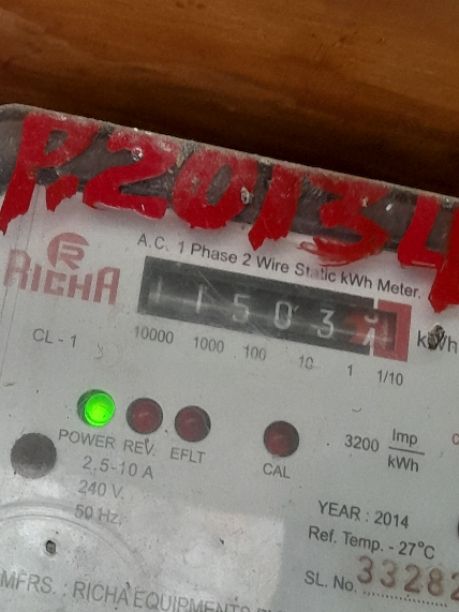 P.20134
RICHA
A.C. 1 Phase 2 Wire Static kWh Meter.
11503
kWh
10000 1000 100 10 1 1/10
CL - 1
POWER REV. EFLT
CAL
3200 Imp
kWh
2.5-10 A
240 V.
50 Hz.
YEAR : 2014
Ref. Temp. - 27°C
SL. No. 33282
MFRS. : RICHA EQUIPMENTS